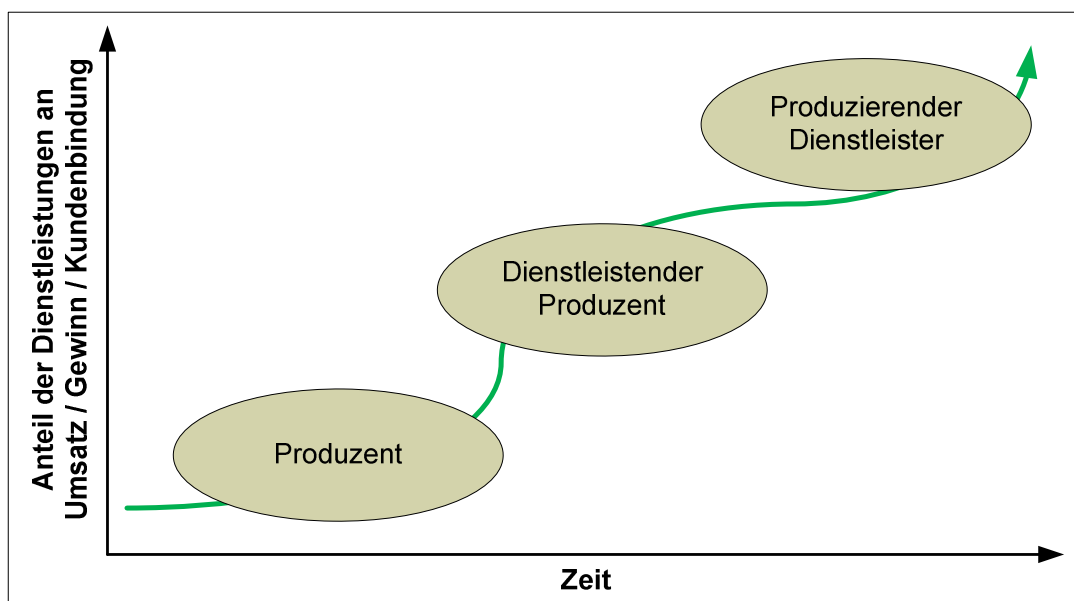 Anteil der Dienstleistungen an
Umsatz / Gewinn / Kundenbindung
Produzierender
Dienstleister
Dienstleistender
Produzent
Produzent
Zeit